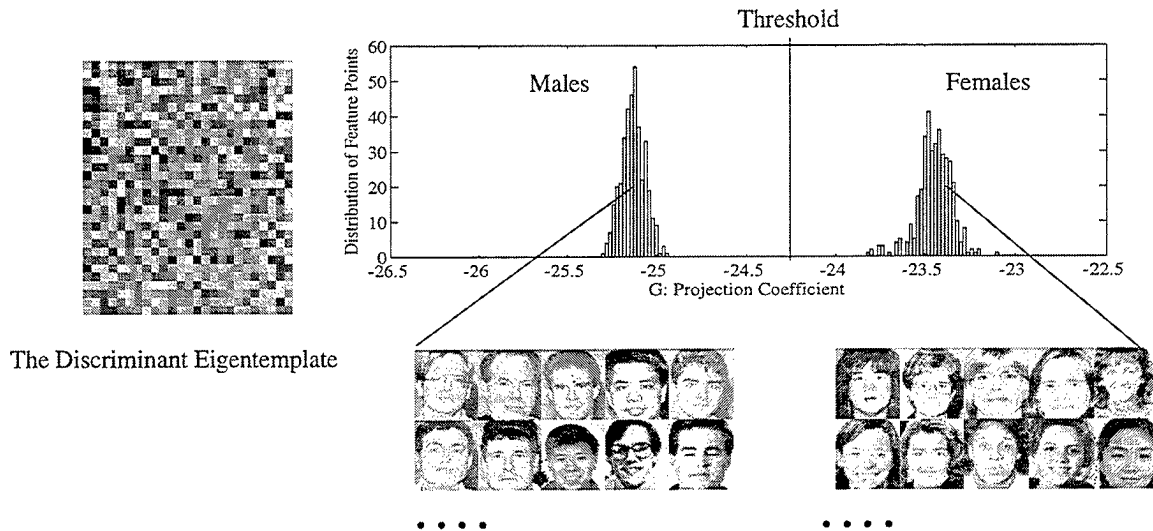 Threshold
Distribution of Feature Points
60
50
40
30
20
10
0
Males
Females
-26.5
-26
-25.5
-25
-24.5
-24
-23.5
-23
-22.5
G: Projection Coefficient
The Discriminant Eigentemplate
. . . .
. . . .